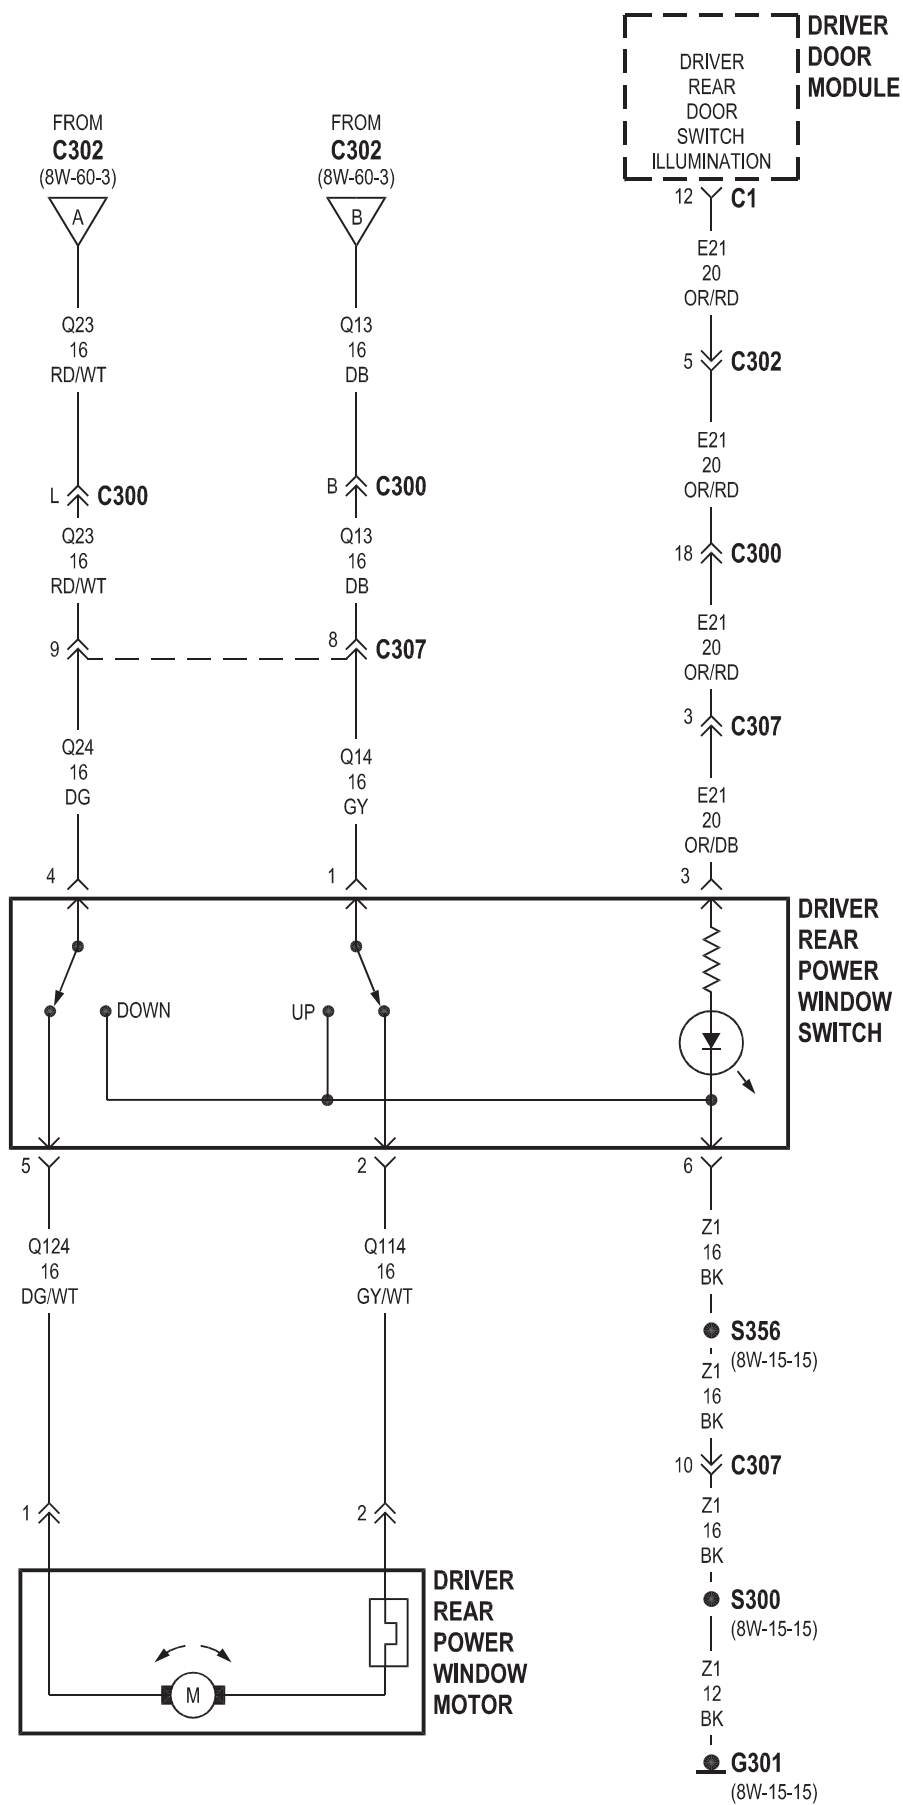 DRIVER
DOOR
MODULE
DRIVER
REAR
DOOR
SWITCH
ILLUMINATION
FROM
C302
(8W-60-3)
A
FROM
C302
(8W-60-3)
B
12 C1
E21
20
OR/RD
Q23
16
RD/WT
Q13
16
DB
5 C302
E21
20
OR/RD
L C300
B C300
Q23
16
RD/WT
Q13
16
DB
18 C300
E21
20
OR/RD
9
8 C307
3 C307
Q24
16
DG
Q14
16
GY
E21
20
OR/DB
4
1
3
DRIVER
REAR
POWER
WINDOW
SWITCH
DOWN
UP
5
2
6
Q124
16
DG/WT
Q114
16
GY/WT
Z1
16
BK
S356
(8W-15-15)
Z1
16
BK
10 C307
Z1
16
BK
1
2
DRIVER
REAR
POWER
WINDOW
MOTOR
M
S300
(8W-15-15)
Z1
12
BK
G301
(8W-15-15)